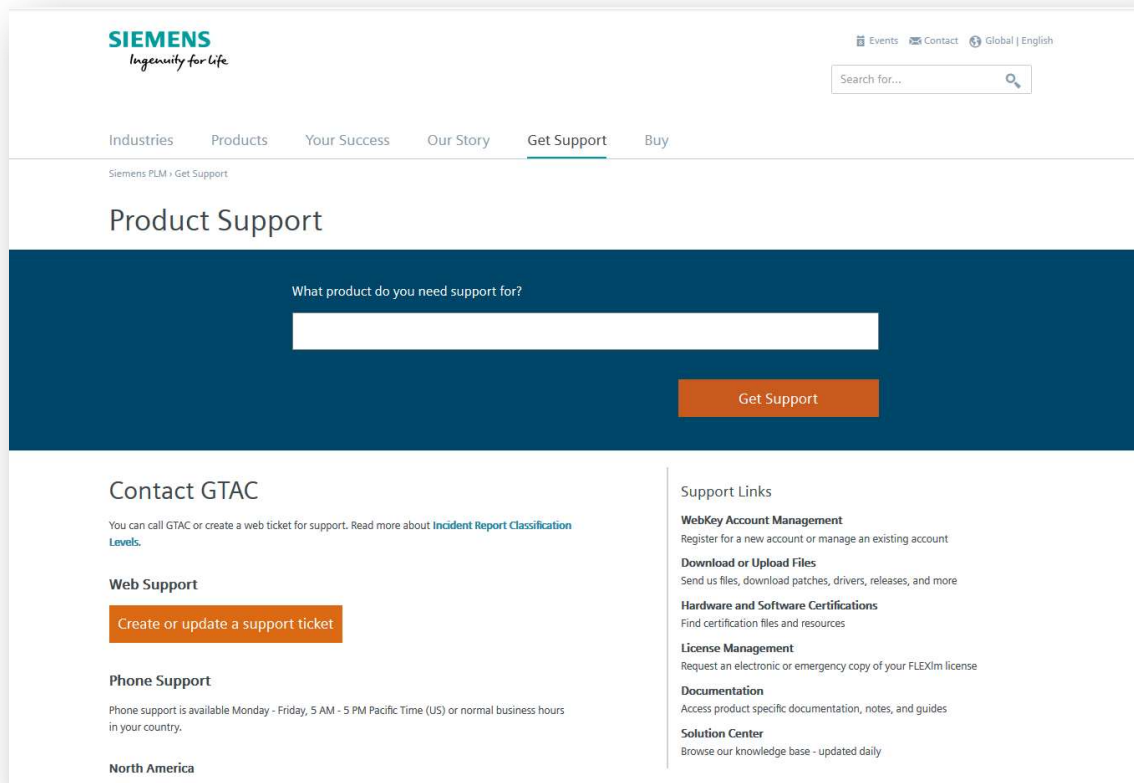 SIEMENS
Ingenuity for life
Events Contact Global | English
Search for...
Industries Products Your Success Our Story Get Support Buy
Siemens PLM › Get Support
Product Support
What product do you need support for?
Get Support
Contact GTAC
You can call GTAC or create a web ticket for support. Read more about Incident Report Classification
Levels.
Web Support
Create or update a support ticket
Phone Support
Phone support is available Monday - Friday, 5 AM - 5 PM Pacific Time (US) or normal business hours
in your country.
North America
Support Links
WebKey Account Management
Register for a new account or manage an existing account
Download or Upload Files
Send us files, download patches, drivers, releases, and more
Hardware and Software Certifications
Find certification files and resources
License Management
Request an electronic or emergency copy of your FLEXlm license
Documentation
Access product specific documentation, notes, and guides
Solution Center
Browse our knowledge base - updated daily